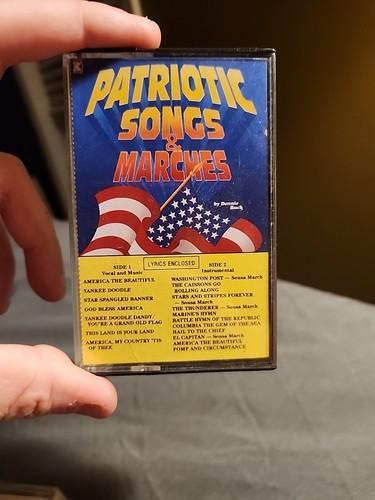 PATRIOTIC
SONGS
&
MARCHES
by Dennis
Buck
LYRICS ENCLOSED
SIDE 1
Vocal and Music
AMERICA THE BEAUTIFUL
YANKEE DOODLE
STAR SPANGLED BANNER
GOD BLESS AMERICA
YANKEE DOODLE DANDY/
YOU'RE A GRAND OLD FLAG
THIS LAND IS YOUR LAND
AMERICA, MY COUNTRY 'TIS
OF THEE
SIDE 2
Instrumental
WASHINGTON POST — Sousa March
THE CAISSONS GO
ROLLING ALONG
STARS AND STRIPES FOREVER
— Sousa March
THE THUNDERER — Sousa March
MARINE'S HYMN
BATTLE HYMN OF THE REPUBLIC
COLUMBIA THE GEM OF THE SEA
HAIL TO THE CHIEF
EL CAPITAN — Sousa March
AMERICA THE BEAUTIFUL
POMP AND CIRCUMSTANCE